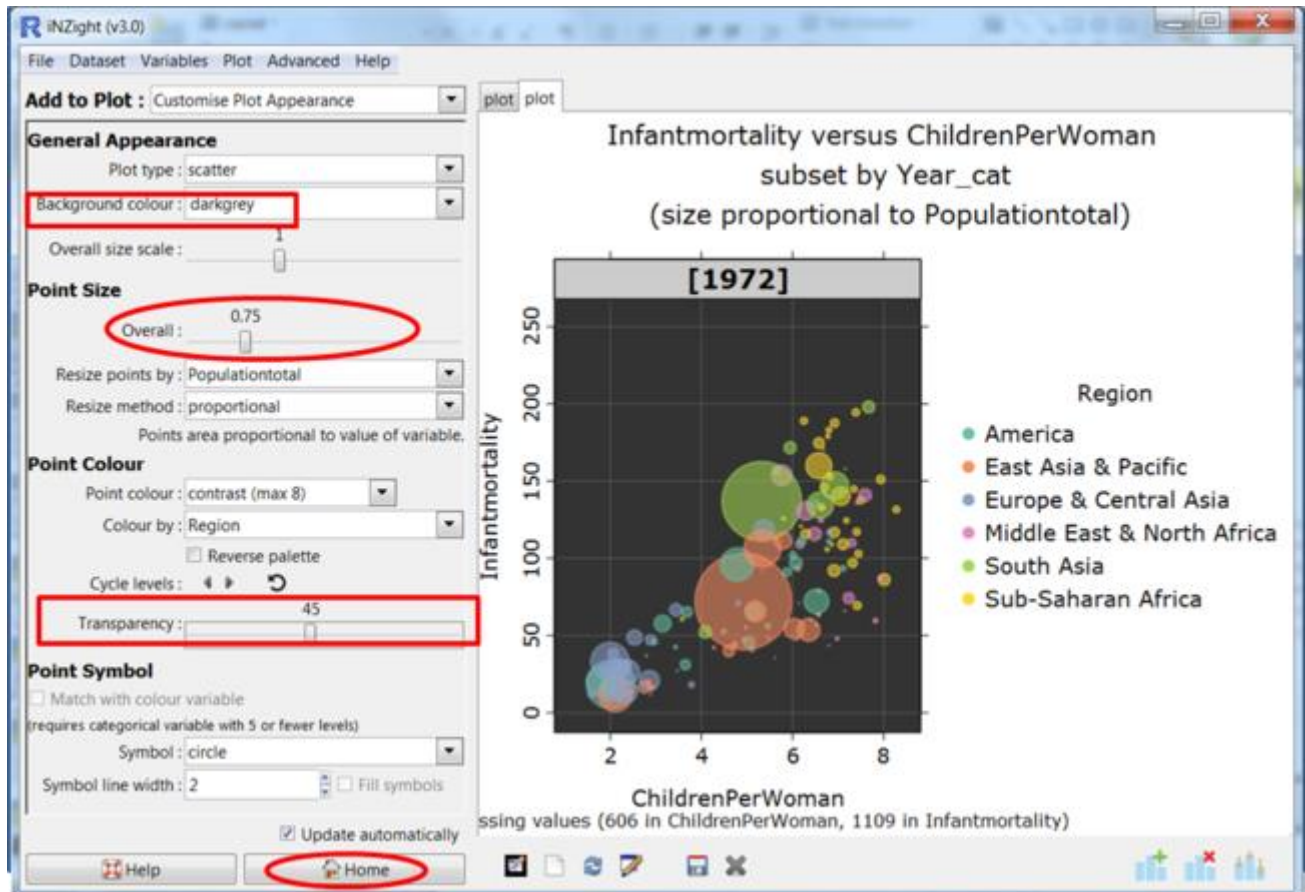 iNZight (v3.0)
File Dataset Variables Plot Advanced Help
Add to Plot : Customise Plot Appearance
General Appearance
Plot type : scatter
Background colour : darkgrey
1
Overall size scale :
Point Size
0.75
Overall :
Resize points by : Populationtotal
Resize method : proportional
Points area proportional to value of variable.
Point Colour
Point colour : contrast (max 8)
Colour by : Region
Reverse palette
Cycle levels :
45
Transparency :
Point Symbol
Match with colour variable
(requires categorical variable with 5 or fewer levels)
Symbol : circle
Symbol line width : 2 Fill symbols
Update automatically
Help Home
plot plot
Infantmortality versus ChildrenPerWoman
subset by Year_cat
(size proportional to Populationtotal)
[1972]
Infantmortality
250
200
150
100
50
0
2 4 6 8
ChildrenPerWoman
ssing values (606 in ChildrenPerWoman, 1109 in Infantmortality)
Region
America
East Asia & Pacific
Europe & Central Asia
Middle East & North Africa
South Asia
Sub-Saharan Africa